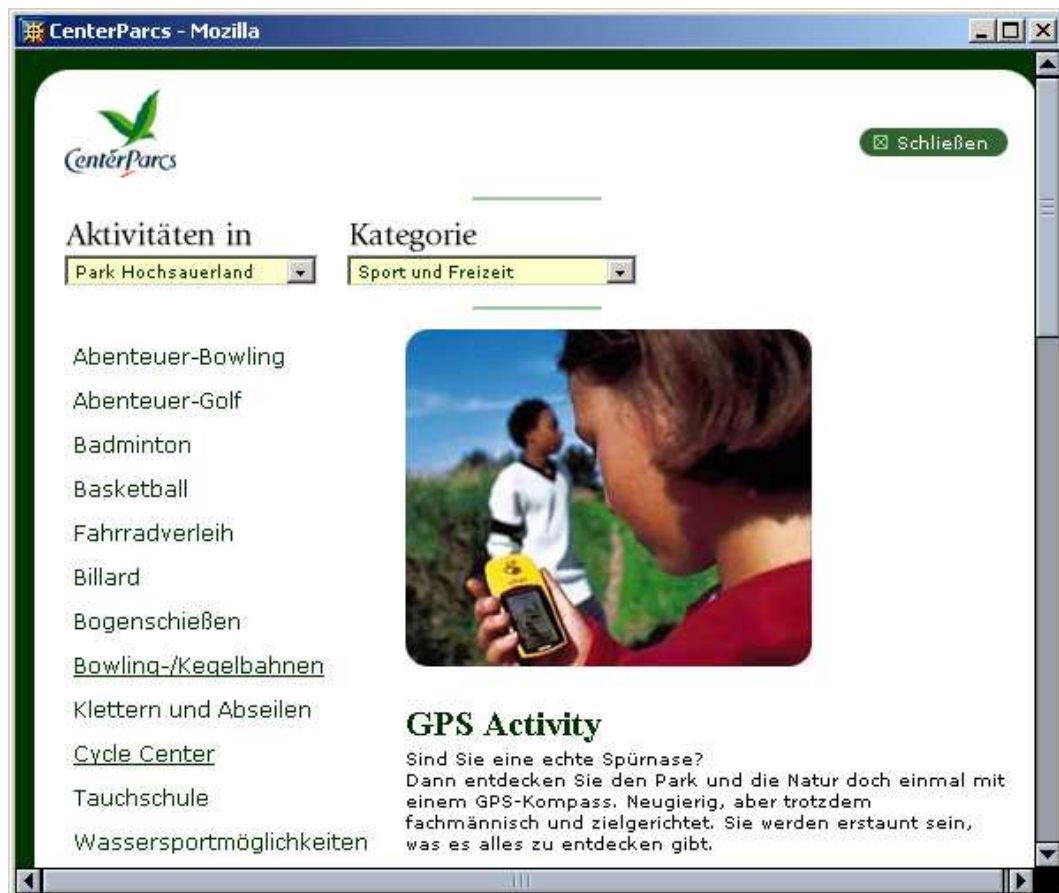 CenterParcs - Mozilla
CenterParcs
Schließen
Aktivitäten in
Kategorie
Park Hochsauerland
Sport und Freizeit
Abenteuer-Bowling
Abenteuer-Golf
Badminton
Basketball
Fahrradverleih
Billard
Bogenschießen
Bowling-/Kegelbahnen
Klettern und Abseilen
Cycle Center
Tauchschule
Wassersportmöglichkeiten
GPS Activity
Sind Sie eine echte Spürnase?
Dann entdecken Sie den Park und die Natur doch einmal mit
einem GPS-Kompass. Neugierig, aber trotzdem
fachmännisch und zielgerichtet. Sie werden erstaunt sein,
was es alles zu entdecken gibt.